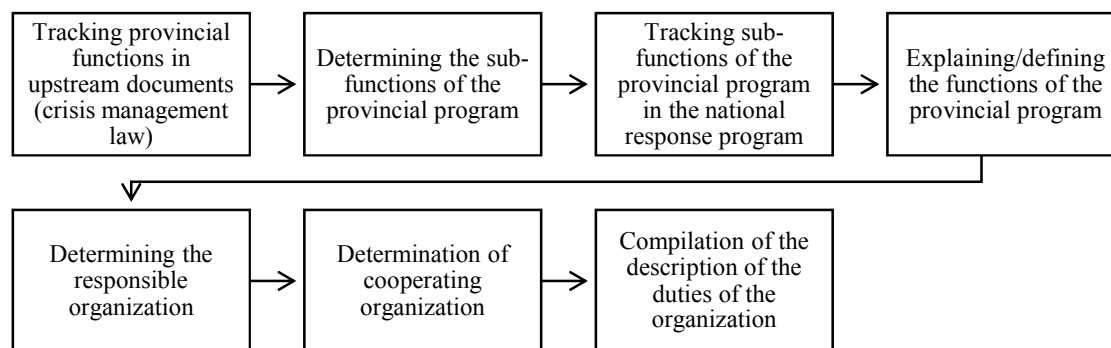 Tracking provincial
functions in
upstream documents
(crisis management
law)
Determining the sub-
functions of the
provincial program
Tracking sub-
functions of the
provincial program
in the national
response program
Explaining/defining
the functions of the
provincial program
Determining the
responsible
organization
Determination of
cooperating
organization
Compilation of the
description of the
duties of the
organization